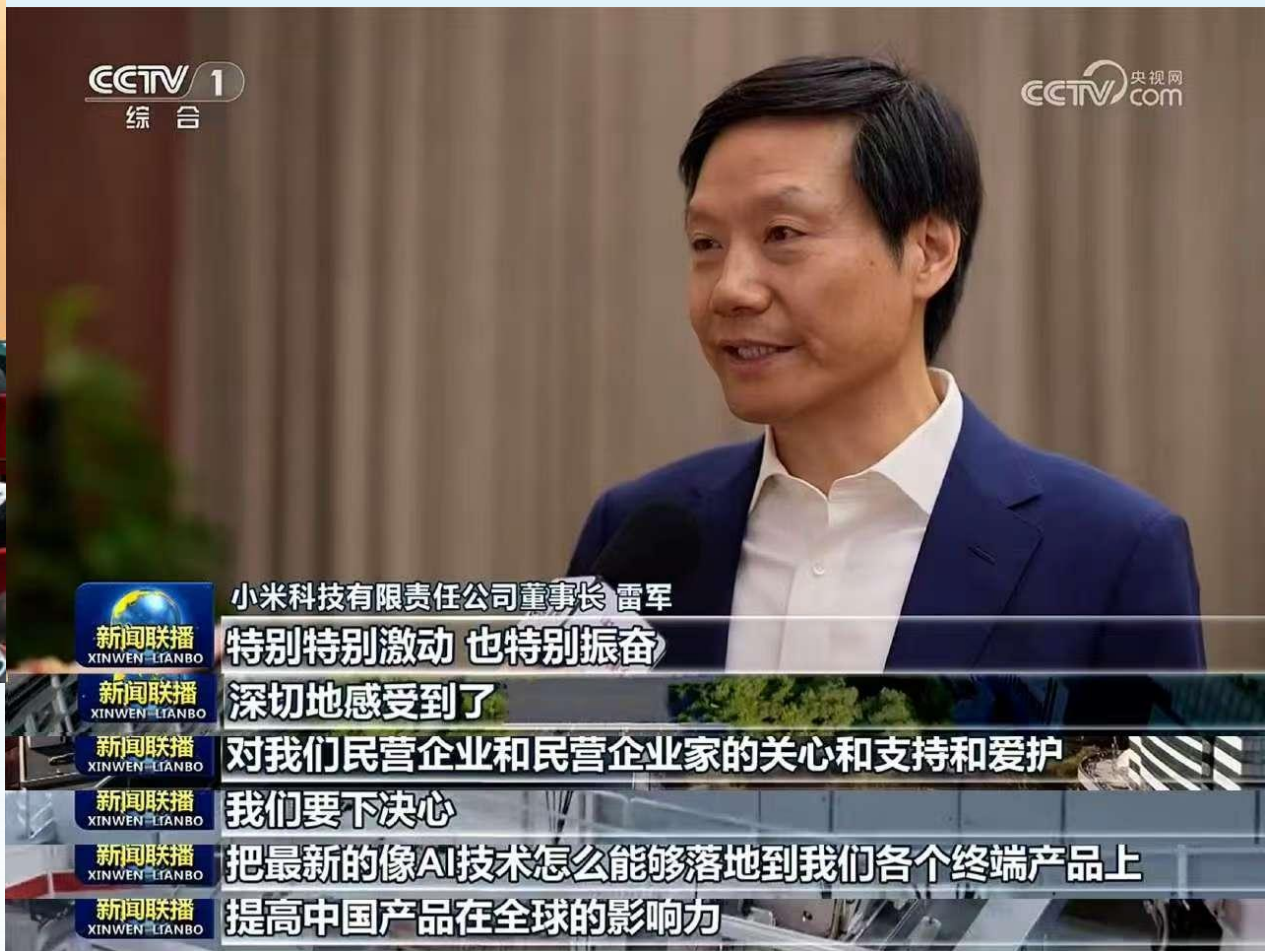 CCTV 1
综合
CCTV 央视网
com
小米科技有限责任公司董事长 雷军
新闻联播
XINWEN LIANBO
特别特别激动 也特别振奋
新闻联播
XINWEN LIANBO
深切地感受到了
新闻联播
XINWEN LIANBO
对我们民营企业和民营企业家的关心和支持和爱护
新闻联播
XINWEN LIANBO
我们要下决心
新闻联播
XINWEN LIANBO
把最新的像AI技术怎么能够落地到我们各个终端产品上
新闻联播
XINWEN LIANBO
提高中国产品在全球的影响力